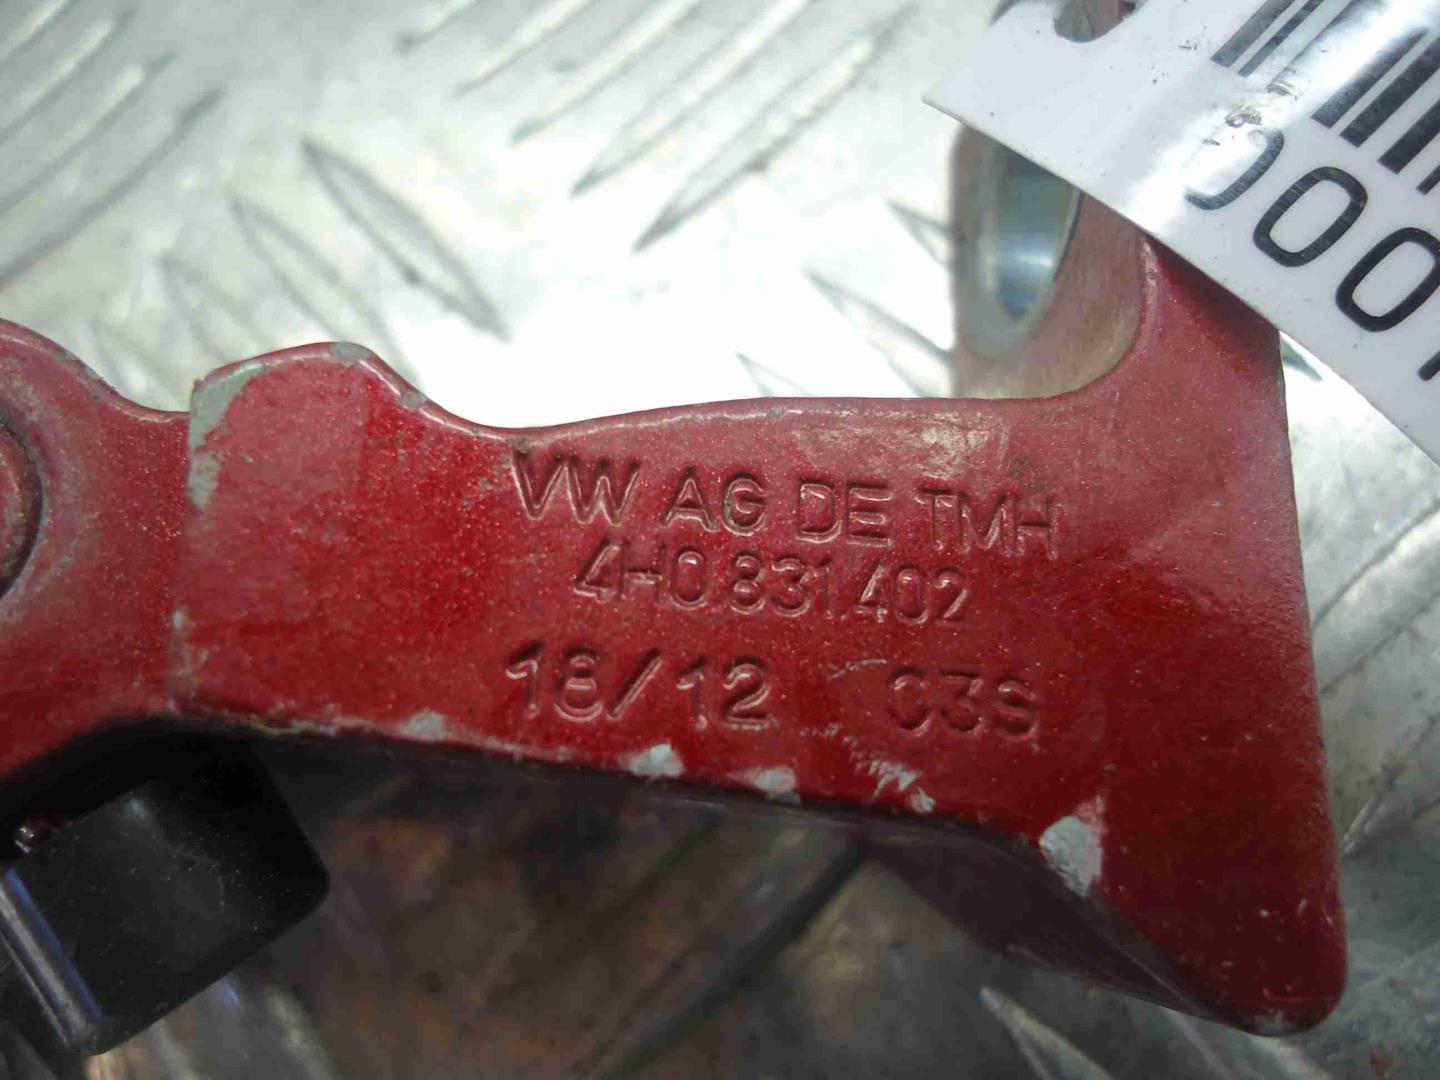 VW AG DE TMH
4H0.831.402
18/12 03S